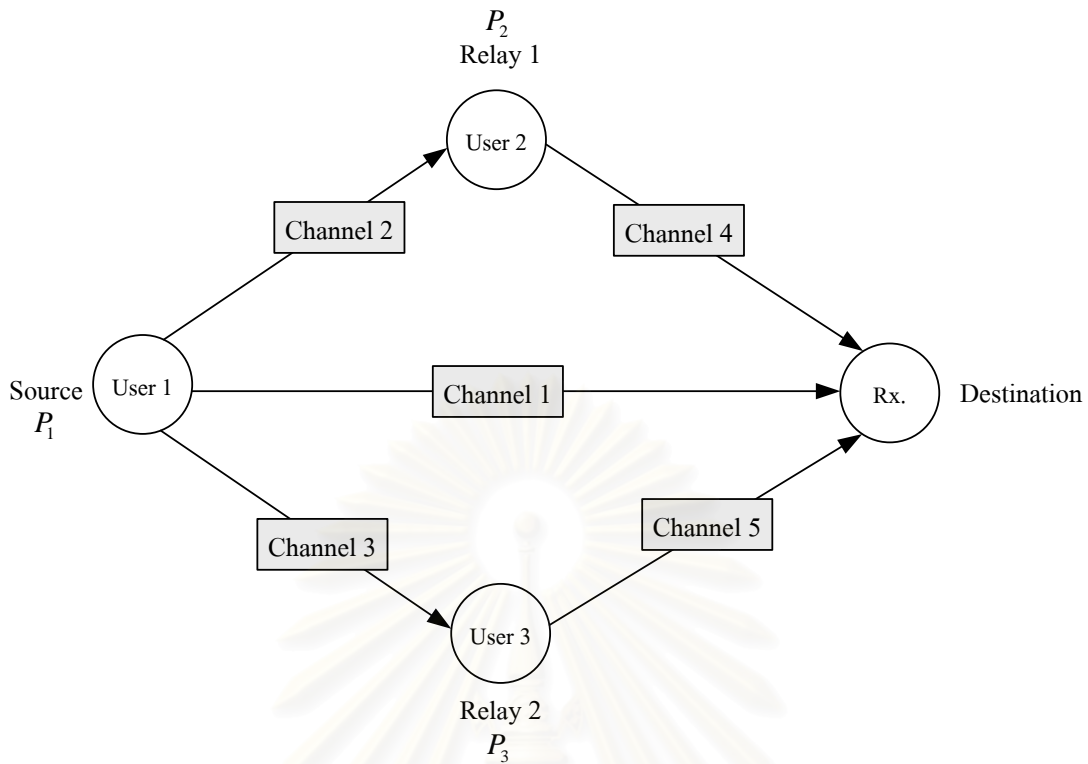 P₂
Relay 1
User 2
Channel 2
Channel 4
User 1
Source
P₁
Channel 1
Rx.
Destination
Channel 3
Channel 5
User 3
Relay 2
P₃